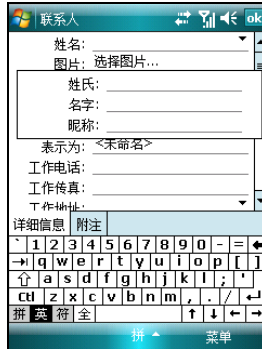 联系人 ok
姓名:
图片: 选择图片...
姓氏:
名字:
昵称:
表示为: <未命名>
工作电话:
工作传真:
工作地址:
详细信息 附注
` 1 2 3 4 5 6 7 8 9 0 - =
q w e r t y u i o p [ ]
a s d f g h j k l ; '
Ctl z x c v b n m , . /
拼 英 符 全
拼 菜单